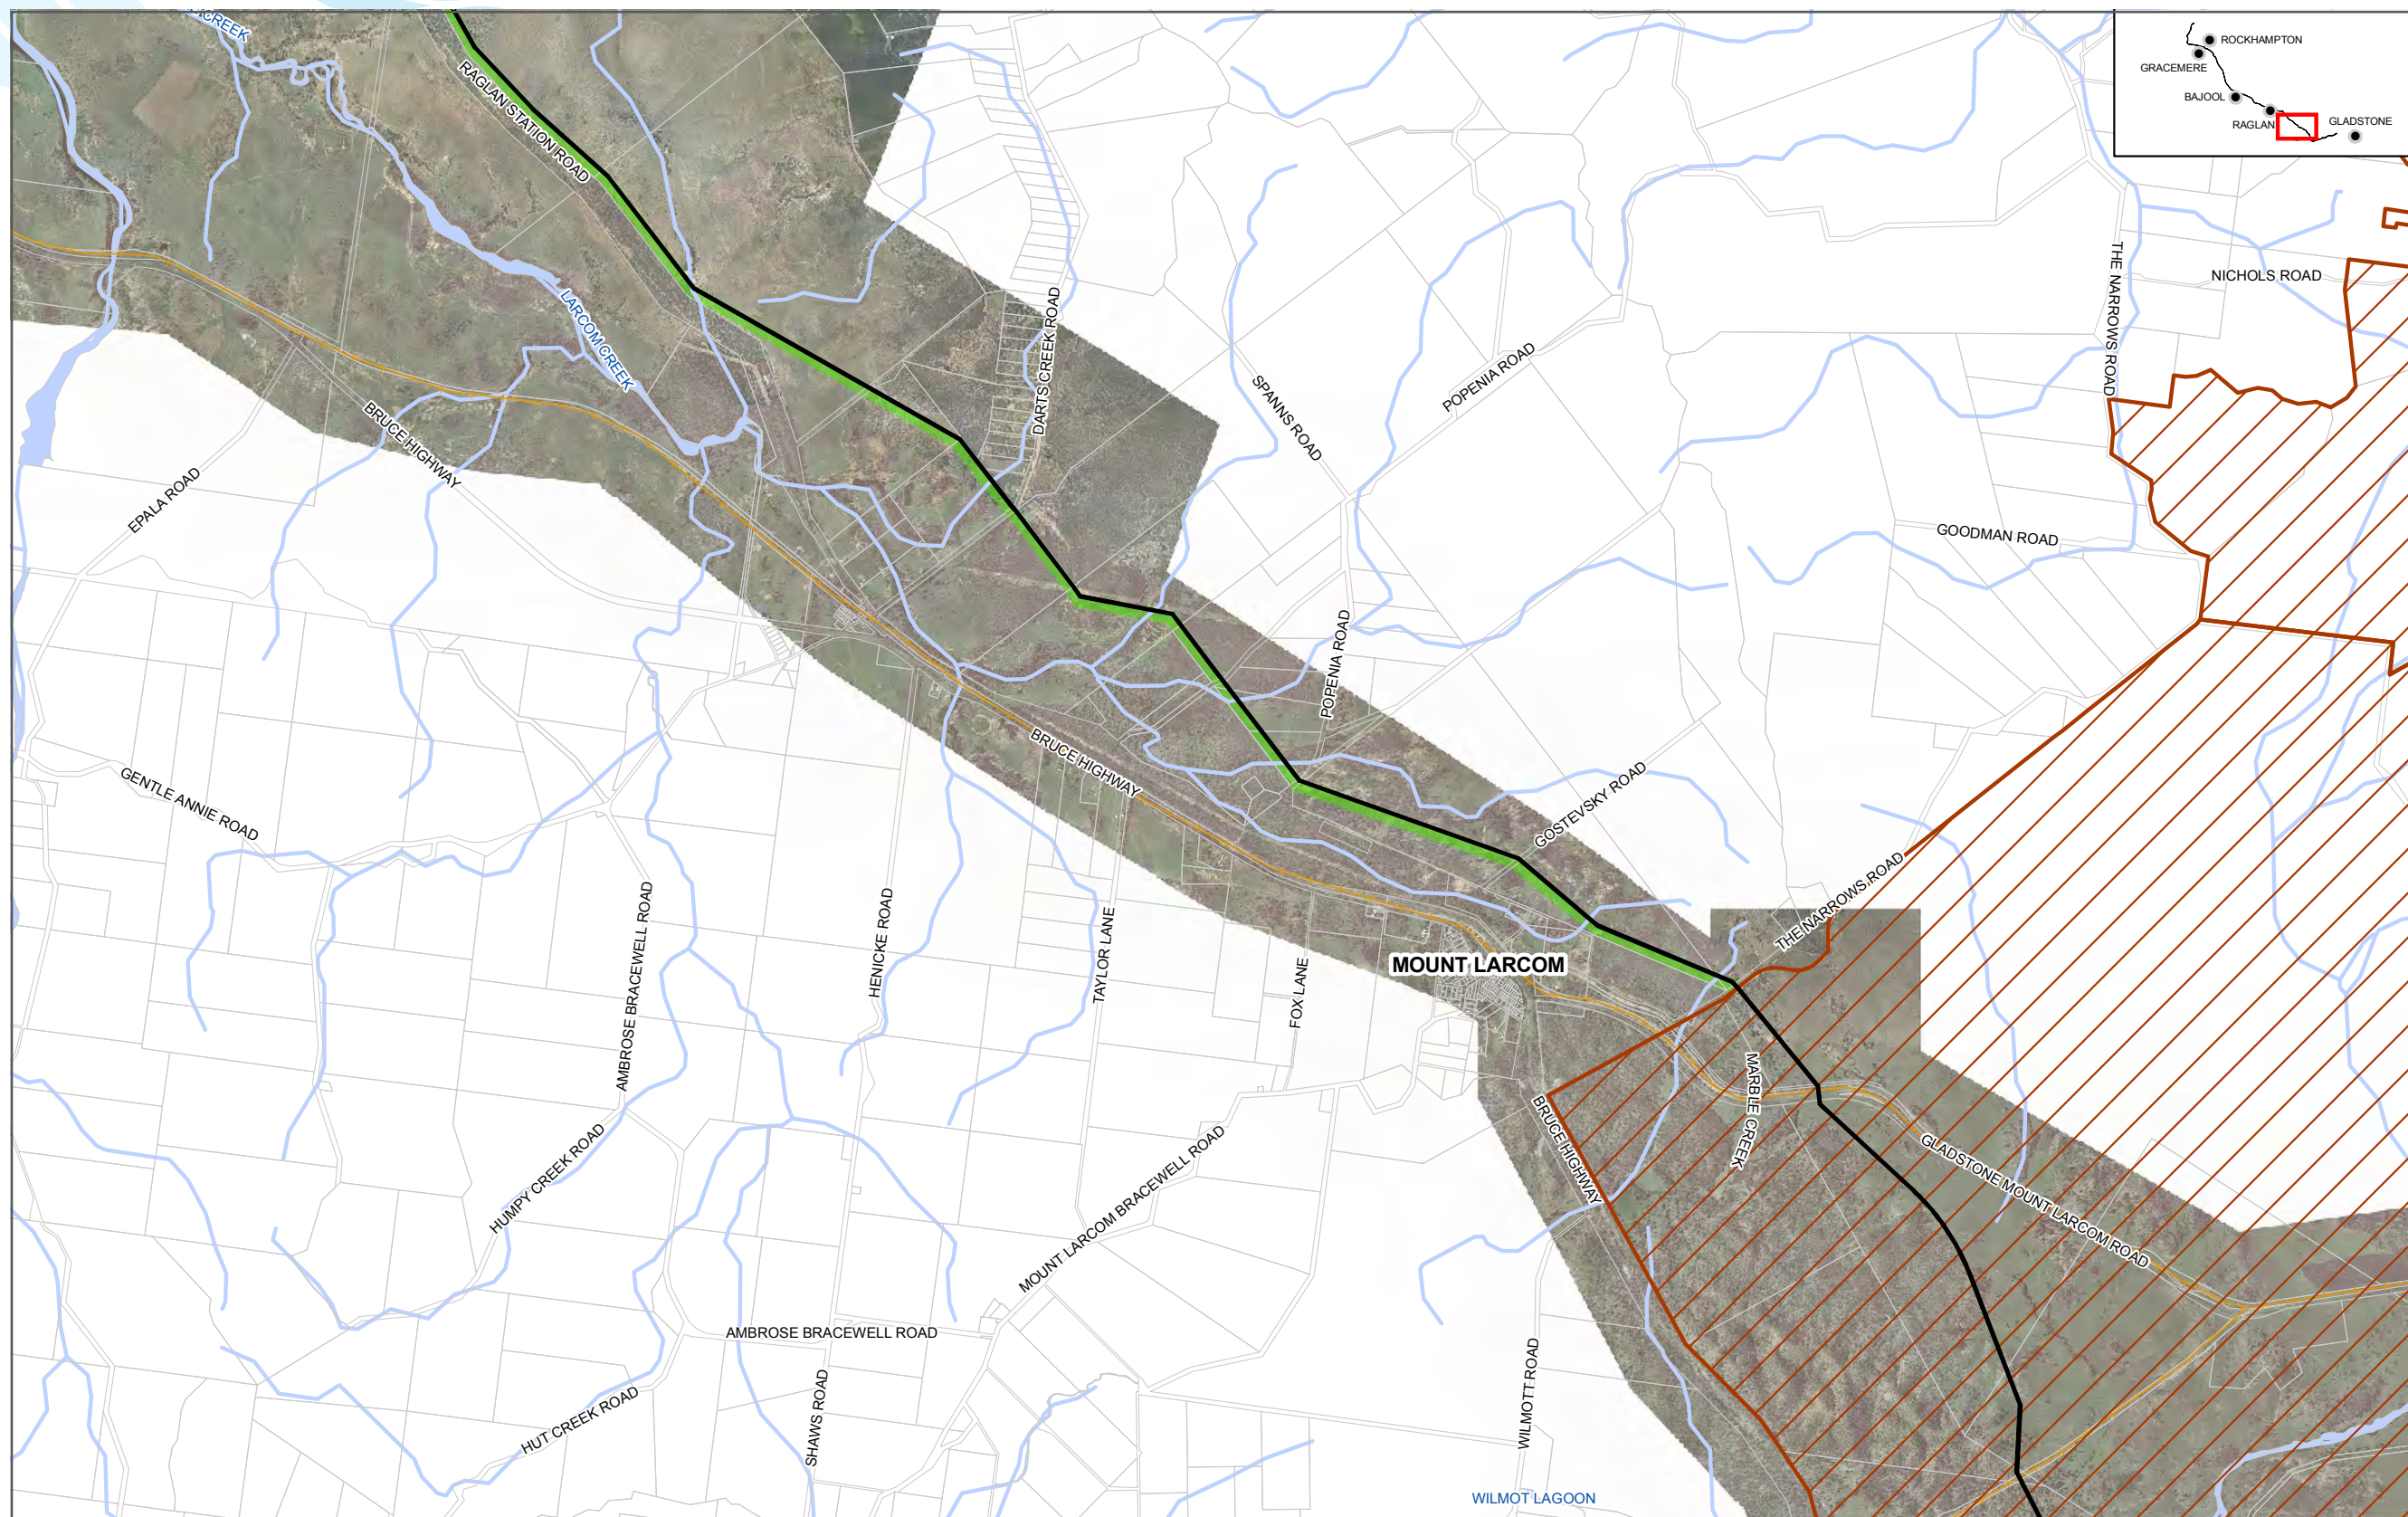 CREEK
RAGLAN STATION ROAD
ROCKHAMPTON
GRACEMERE
BAJOOL
RAGLAN
GLADSTONE
THE NARROWS ROAD
NICHOLS ROAD
LARCOM CREEK
DARTS CREEK ROAD
SPANNS ROAD
POPENIA ROAD
BRUCE HIGHWAY
EPALA ROAD
GOODMAN ROAD
POPENIA ROAD
BRUCE HIGHWAY
GENTLE ANNIE ROAD
GOSTEVSKY ROAD
THE NARROWS ROAD
AMBROSE BRACEWELL ROAD
HENICKE ROAD
TAYLOR LANE
FOX LANE
MOUNT LARCOM
MARBLE CREEK
BRUCE HIGHWAY
GLADSTONE MOUNT LARCOM ROAD
HUMPY CREEK ROAD
MOUNT LARCOM BRACEWELL ROAD
AMBROSE BRACEWELL ROAD
HUT CREEK ROAD
SHAWS ROAD
WILMOTT ROAD
WILMOT LAGOON